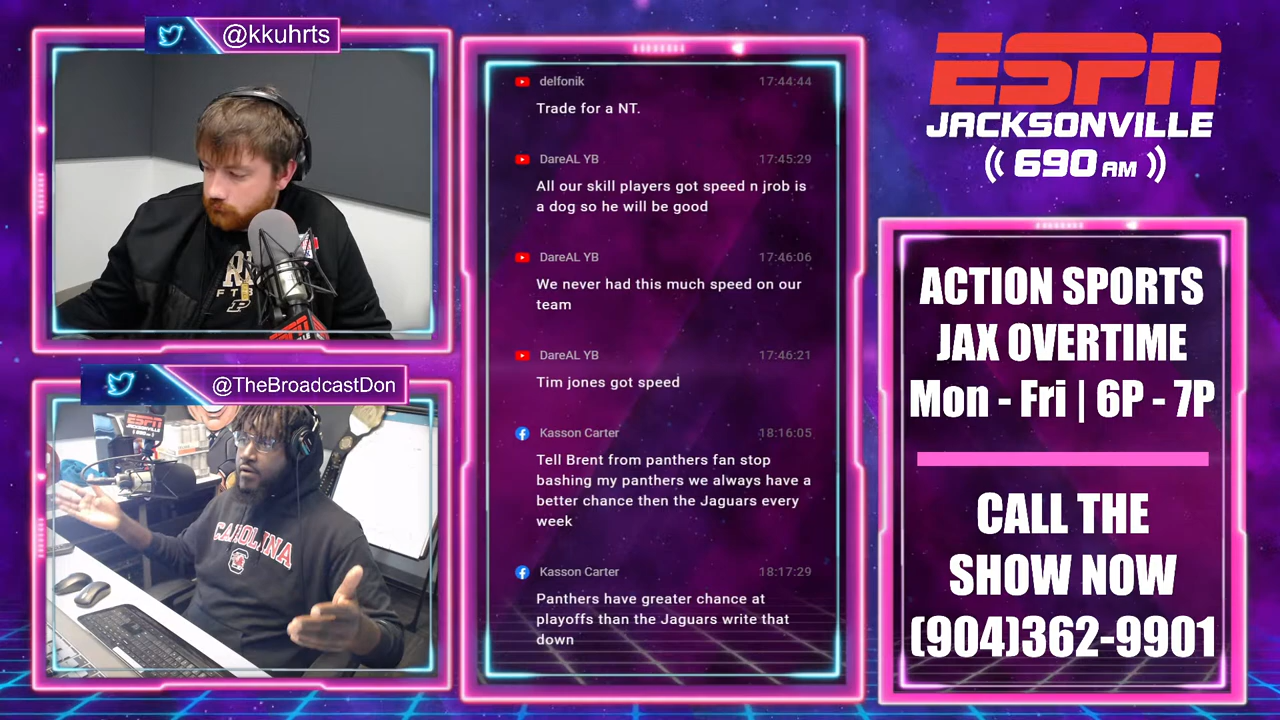 @kkuhrts
@TheBroadcastDon
CAROLINA
ESPN
JACKSONVILLE
delfonik 17:44:44
Trade for a NT.
DareAL YB 17:45:29
All our skill players got speed n jrob is
a dog so he will be good
DareAL YB 17:46:06
We never had this much speed on our
team
DareAL YB 17:46:21
Tim jones got speed
Kasson Carter 18:16:05
Tell Brent from panthers fan stop
bashing my panthers we always have a
better chance then the Jaguars every
week
Kasson Carter 18:17:29
Panthers have greater chance at
playoffs than the Jaguars write that
down
ESPN
JACKSONVILLE
690 AM
ACTION SPORTS
JAX OVERTIME
Mon - Fri | 6P - 7P
CALL THE
SHOW NOW
(904)362-9901